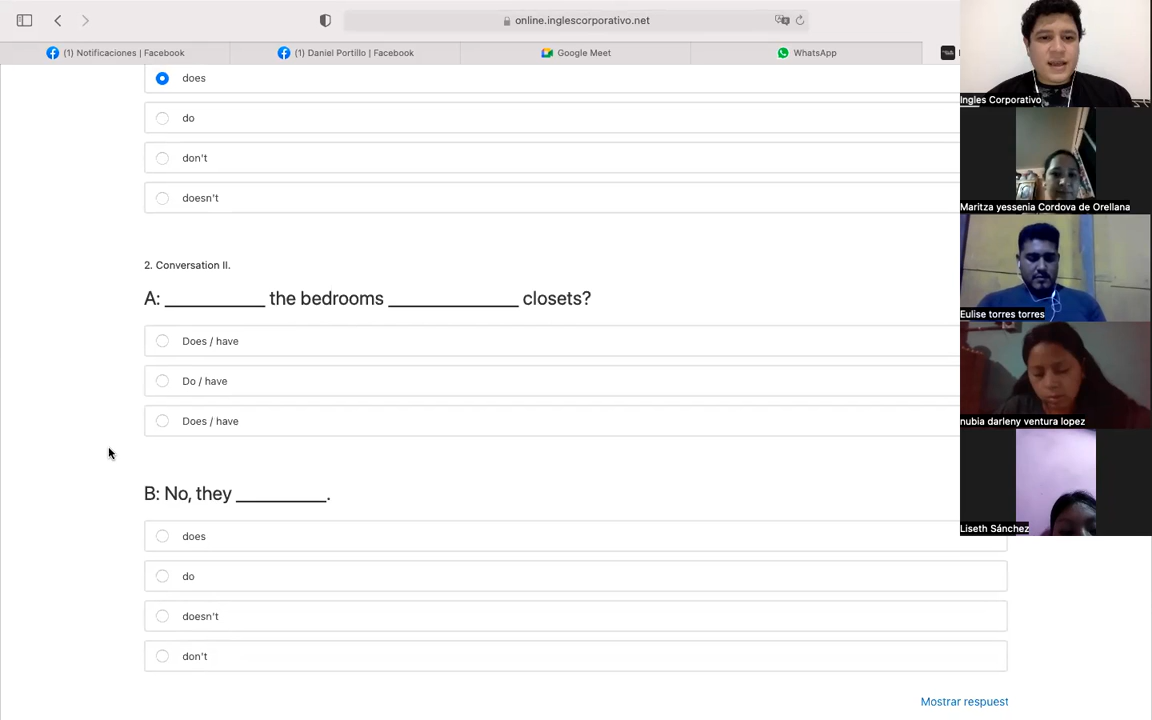 online.inglescorporativo.net
(1) Notificaciones | Facebook
(1) Daniel Portillo | Facebook
Google Meet
WhatsApp
does
do
don't
doesn't
2. Conversation II.
A: ___________ the bedrooms ______________ closets?
Does / have
Do / have
Does / have
B: No, they __________.
does
do
doesn't
don't
Mostrar respuest
Ingles Corporativo
Maritza yessenia Cordova de Orellana
Eulise torres torres
nubia darleny ventura lopez
Liseth Sánchez